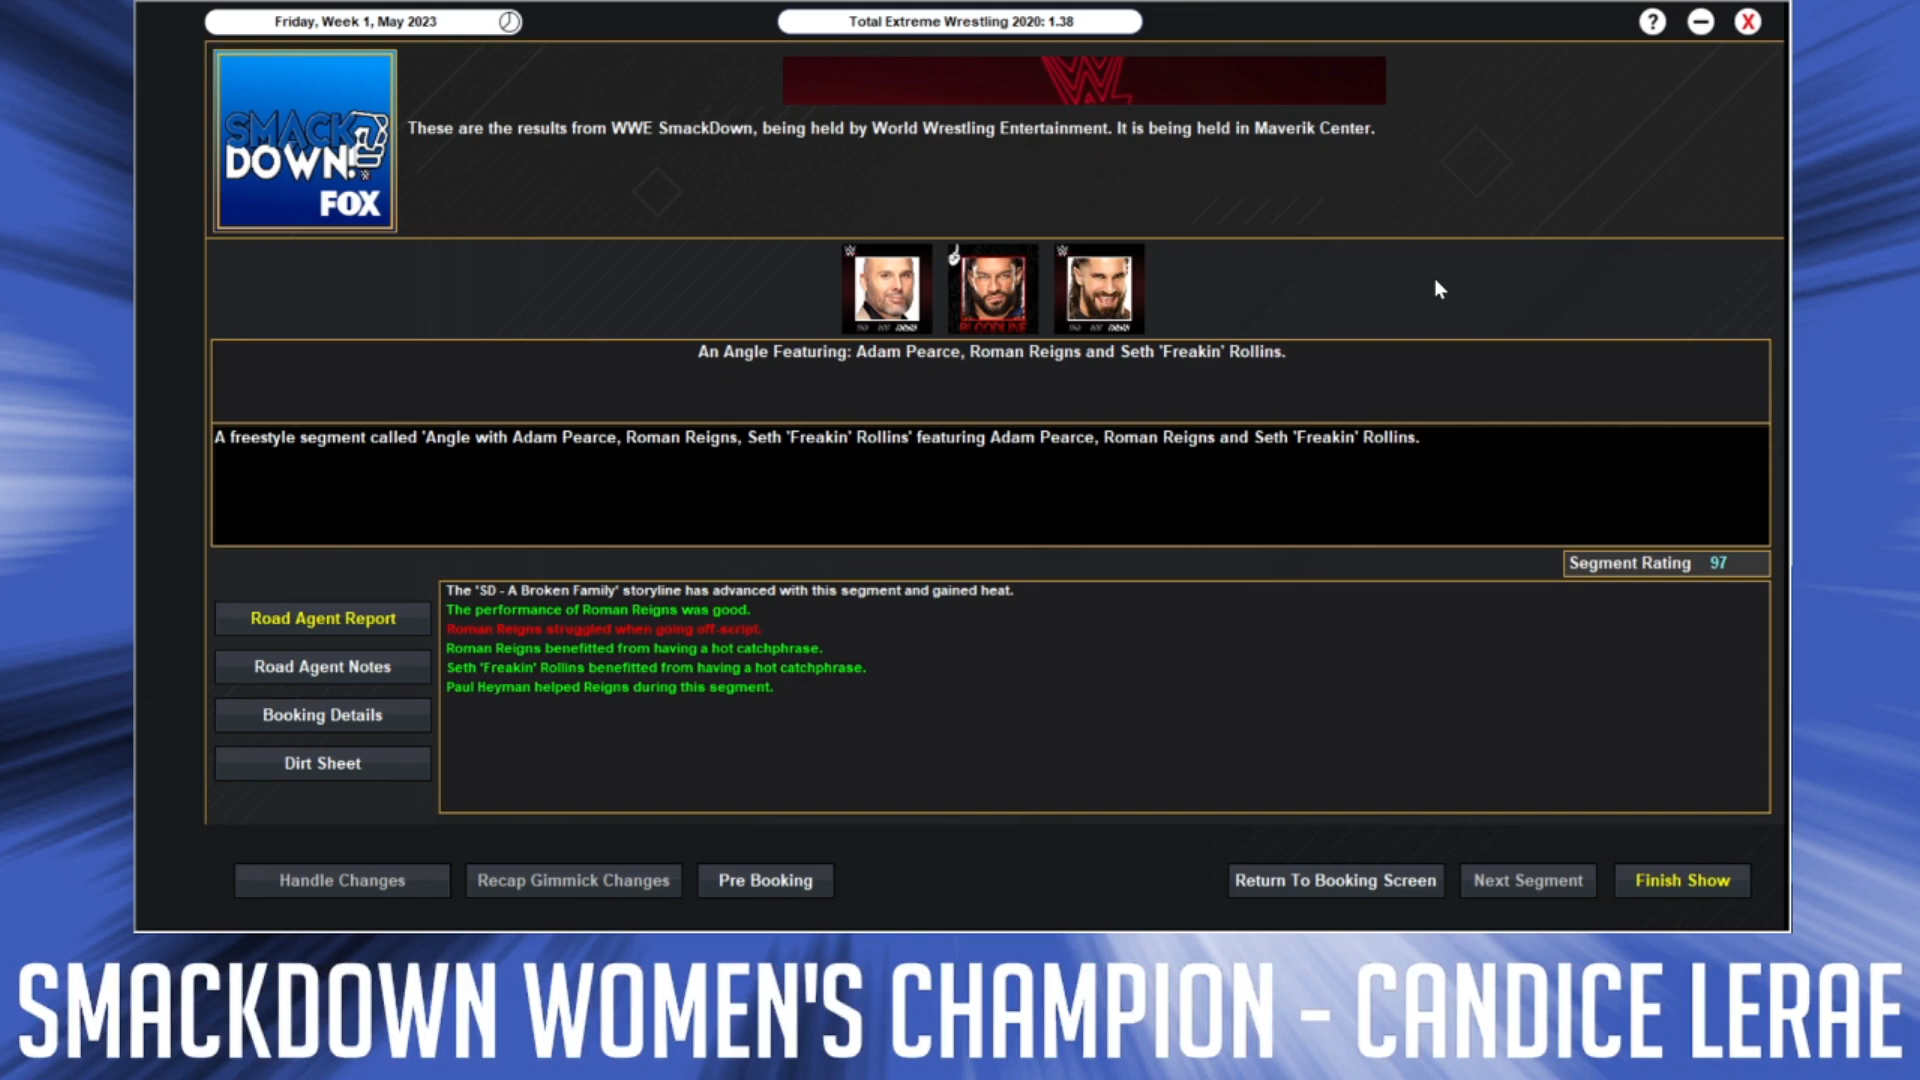 Friday, Week 1, May 2023
Total Extreme Wrestling 2020: 1.38
?
X
SMACK
DOWN!
FOX
These are the results from WWE SmackDown, being held by World Wrestling Entertainment. It is being held in Maverik Center.
BLOODLINE
An Angle Featuring: Adam Pearce, Roman Reigns and Seth 'Freakin' Rollins.
A freestyle segment called 'Angle with Adam Pearce, Roman Reigns, Seth 'Freakin' Rollins' featuring Adam Pearce, Roman Reigns and Seth 'Freakin' Rollins.
Segment Rating 97
The 'SD - A Broken Family' storyline has advanced with this segment and gained heat.
The performance of Roman Reigns was good.
Roman Reigns struggled when going off-script.
Roman Reigns benefitted from having a hot catchphrase.
Seth 'Freakin' Rollins benefitted from having a hot catchphrase.
Paul Heyman helped Reigns during this segment.
Road Agent Report
Road Agent Notes
Booking Details
Dirt Sheet
Handle Changes
Recap Gimmick Changes
Pre Booking
Return To Booking Screen
Next Segment
Finish Show
SMACKDOWN WOMEN'S CHAMPION - CANDICE LERAE